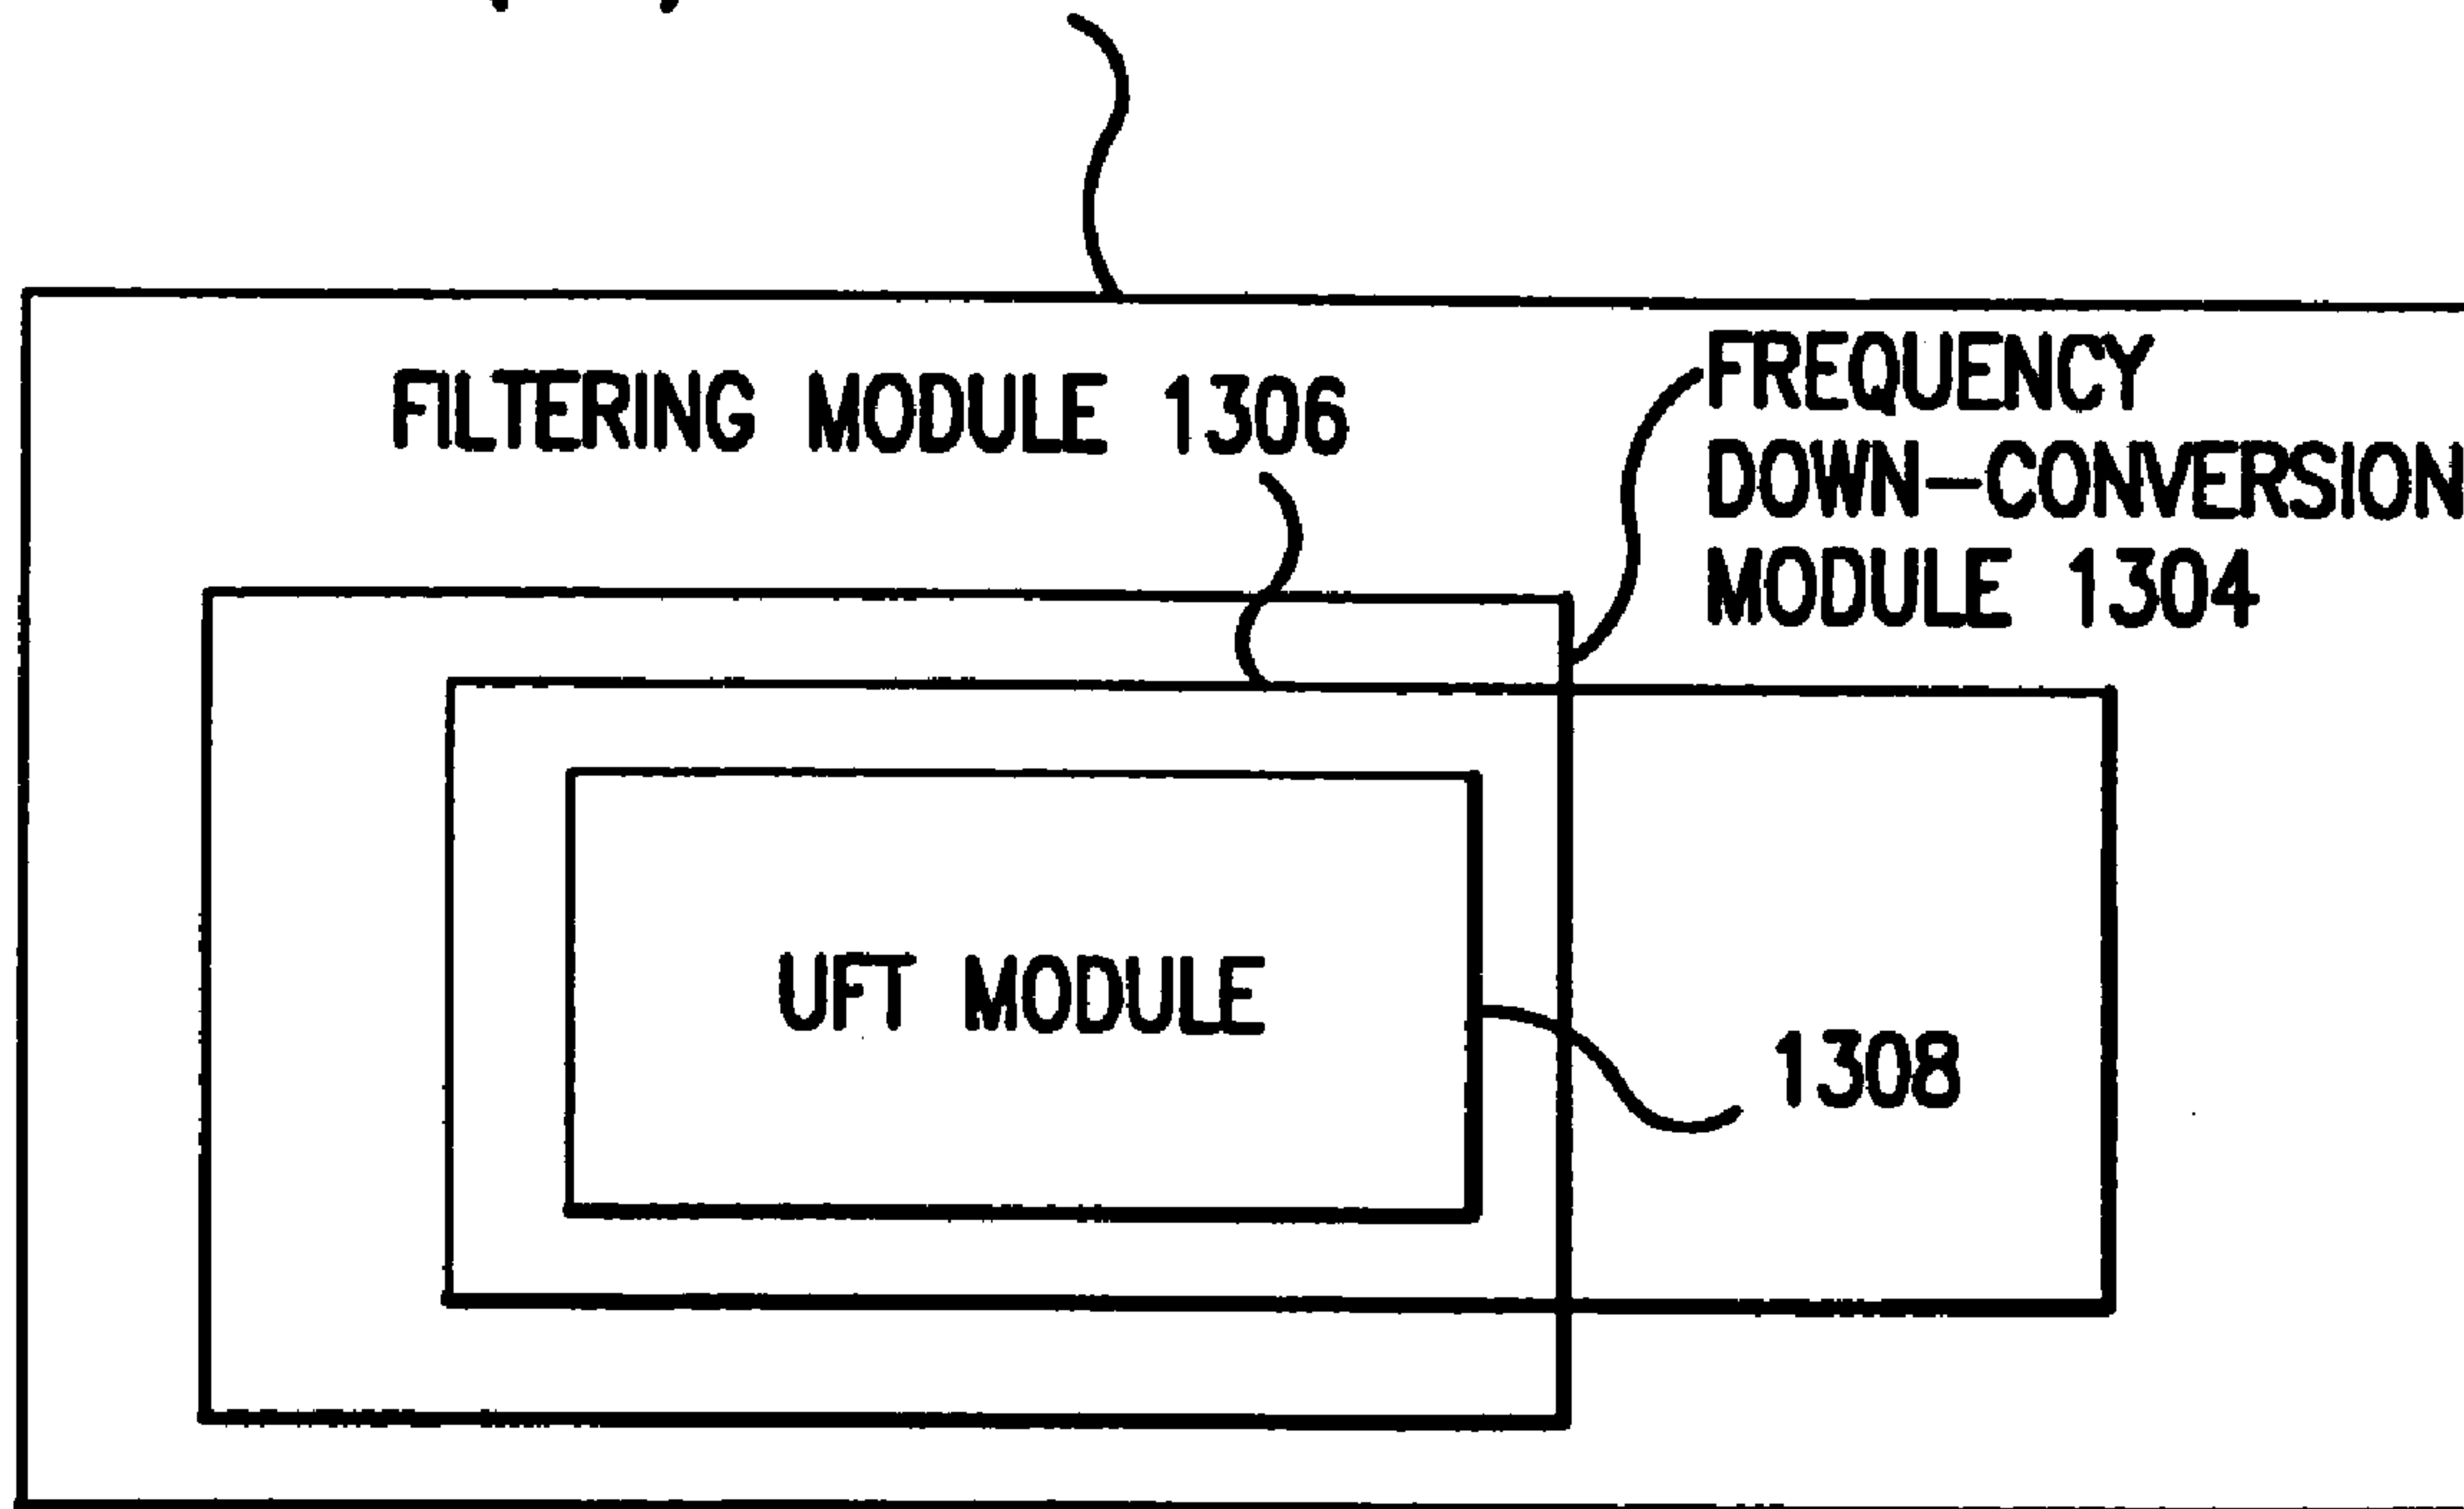 FILTERING MODULE 1306
FREQUENCY
DOWN-CONVERSION
MODULE 1304
UFT MODULE
1308